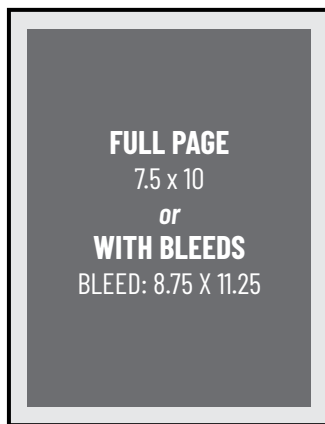 FULL PAGE
7.5 x 10
or
WITH BLEEDS
BLEED: 8.75 X 11.25